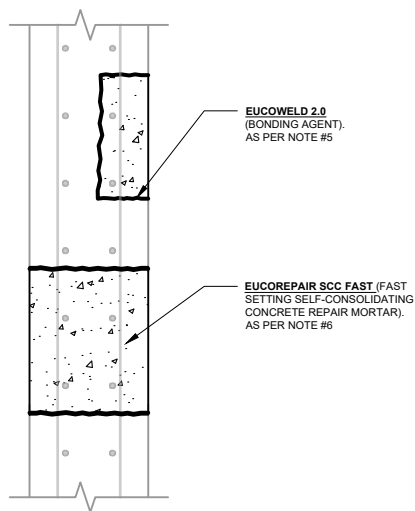 EUCOWELD 2.0
(BONDING AGENT).
AS PER NOTE #5
EUCOREPAIR SCC FAST (FAST
SETTING SELF-CONSOLIDATING
CONCRETE REPAIR MORTAR).
AS PER NOTE #6